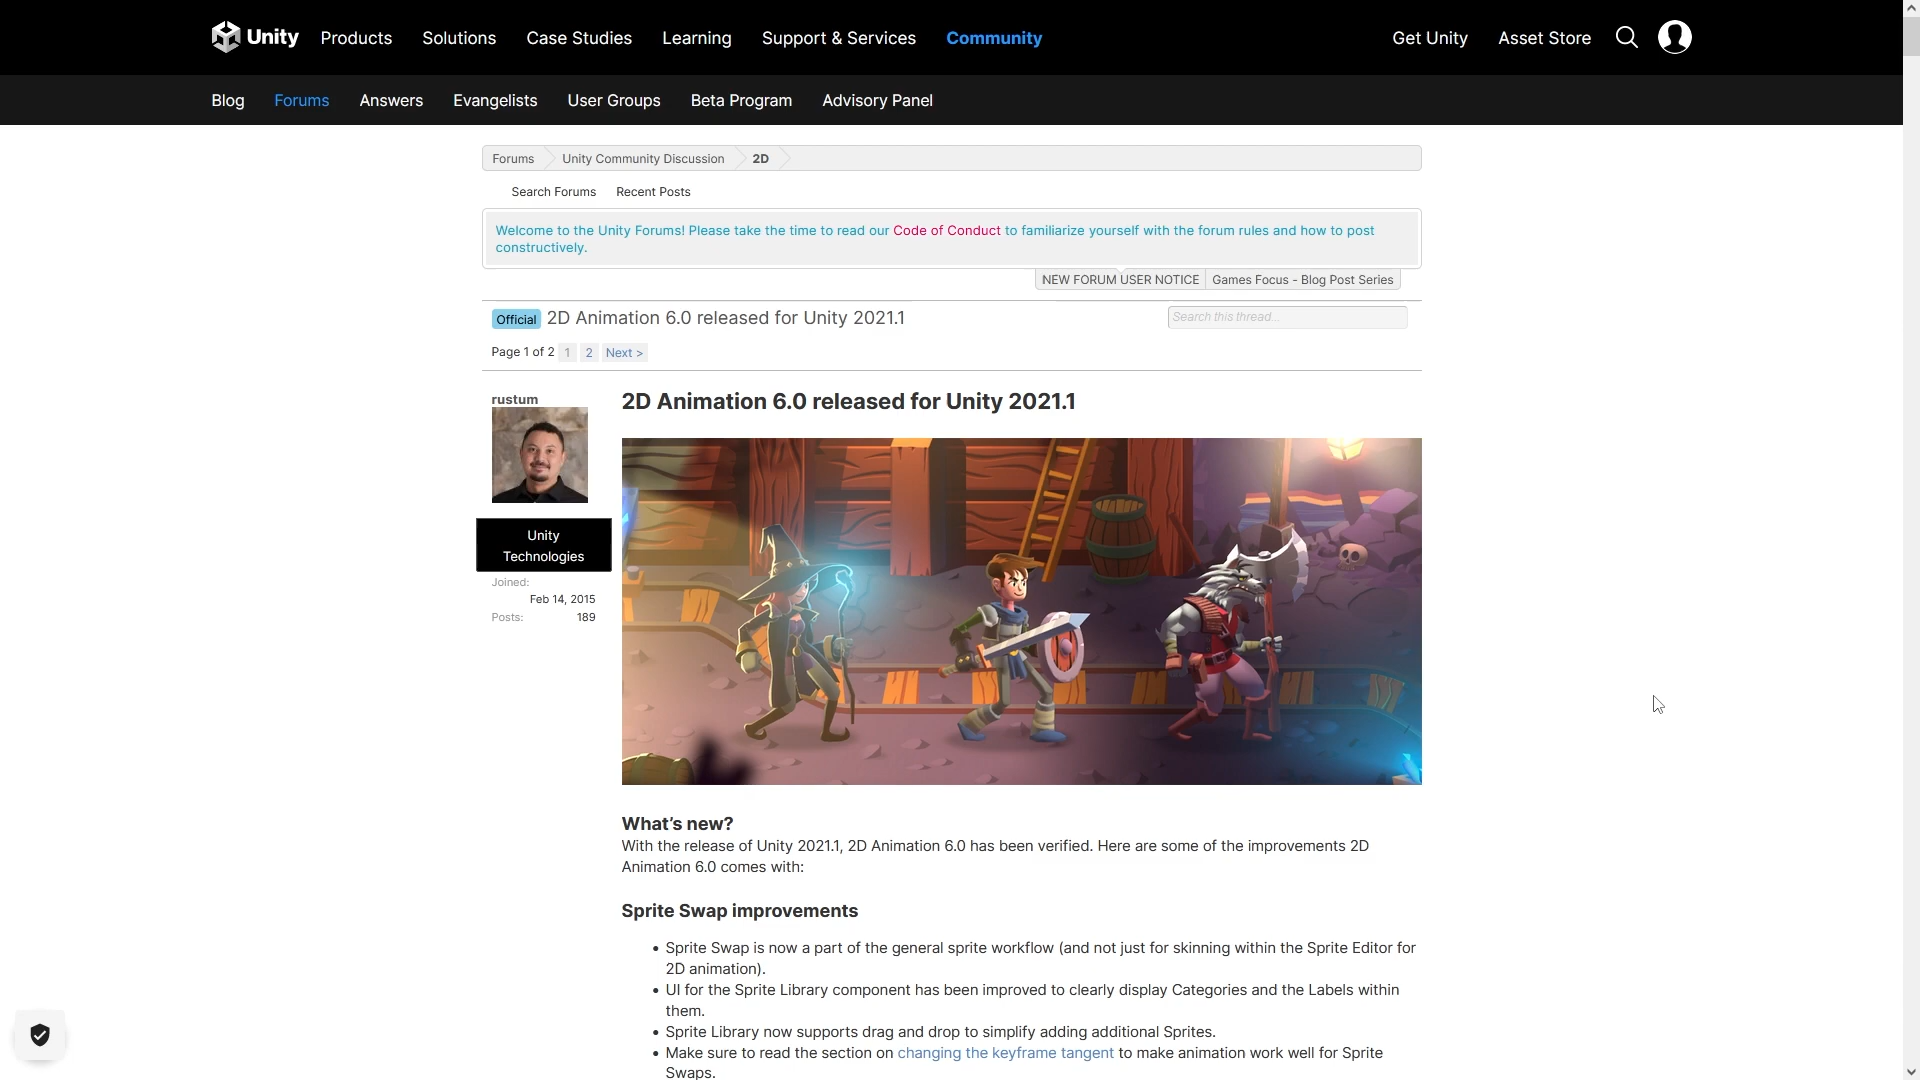 Unity Products Solutions Case Studies Learning Support & Services Community Get Unity Asset Store
Blog Forums Answers Evangelists User Groups Beta Program Advisory Panel
Forums Unity Community Discussion 2D
Search Forums Recent Posts
Welcome to the Unity Forums! Please take the time to read our Code of Conduct to familiarize yourself with the forum rules and how to post
constructively.
NEW FORUM USER NOTICE Games Focus - Blog Post Series
Official 2D Animation 6.0 released for Unity 2021.1
Search this thread...
Page 1 of 2 1 2 Next >
rustum
Unity
Technologies
Joined:
Feb 14, 2015
Posts: 189
2D Animation 6.0 released for Unity 2021.1
What's new?
With the release of Unity 2021.1, 2D Animation 6.0 has been verified. Here are some of the improvements 2D
Animation 6.0 comes with:
Sprite Swap improvements
• Sprite Swap is now a part of the general sprite workflow (and not just for skinning within the Sprite Editor for
2D animation).
• UI for the Sprite Library component has been improved to clearly display Categories and the Labels within
them.
• Sprite Library now supports drag and drop to simplify adding additional Sprites.
• Make sure to read the section on changing the keyframe tangent to make animation work well for Sprite
Swaps.